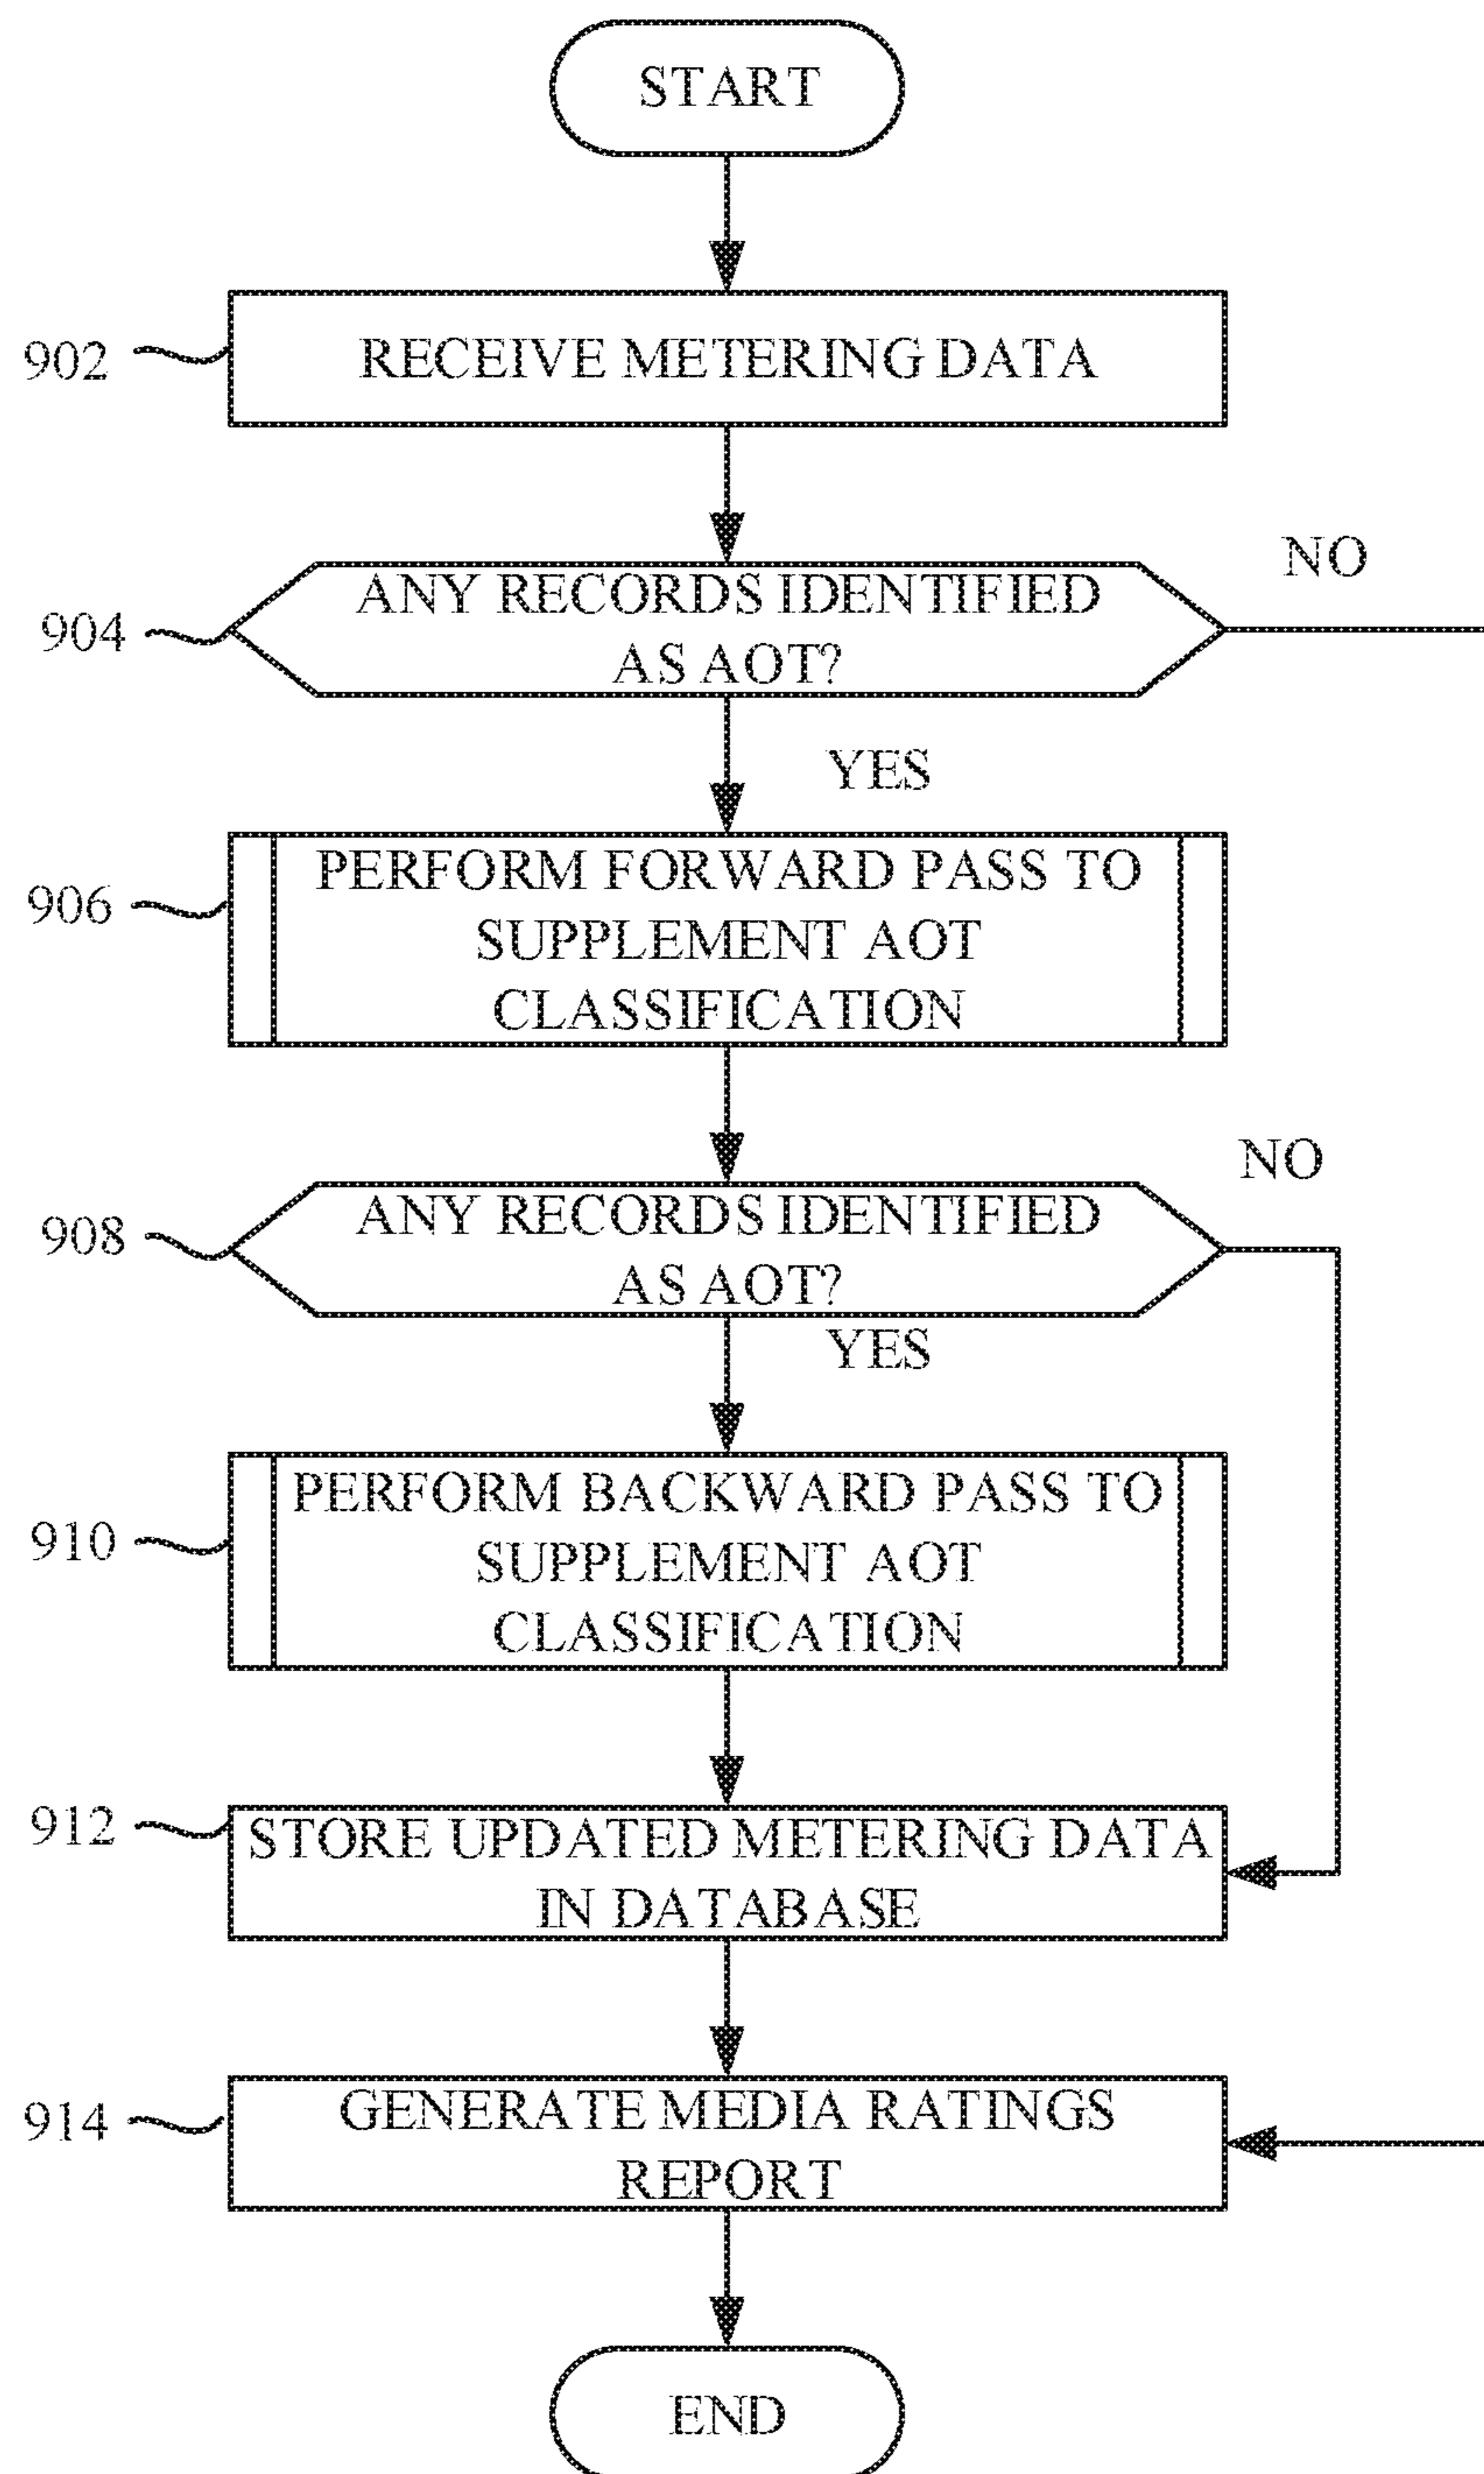 START
902
RECEIVE METERING DATA
NO
904
ANY RECORDS IDENTIFIED
AS AOT?
YES
906
PERFORM FORWARD PASS TO
SUPPLEMENT AOT
CLASSIFICATION
NO
908
ANY RECORDS IDENTIFIED
AS AOT?
YES
910
PERFORM BACKWARD PASS TO
SUPPLEMENT AOT
CLASSIFICATION
912
STORE UPDATED METERING DATA
IN DATABASE
914
GENERATE MEDIA RATINGS
REPORT
END